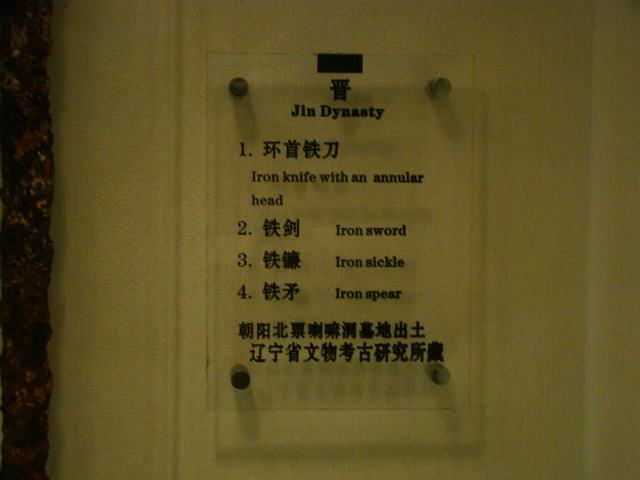 晋
Jin Dynasty
1. 环首铁刀
Iron knife with an annular
head
2. 铁剑 Iron sword
3. 铁镰 Iron sickle
4. 铁矛 Iron spear
朝阳北票喇嘛洞墓地出土
辽宁省文物考古研究所藏